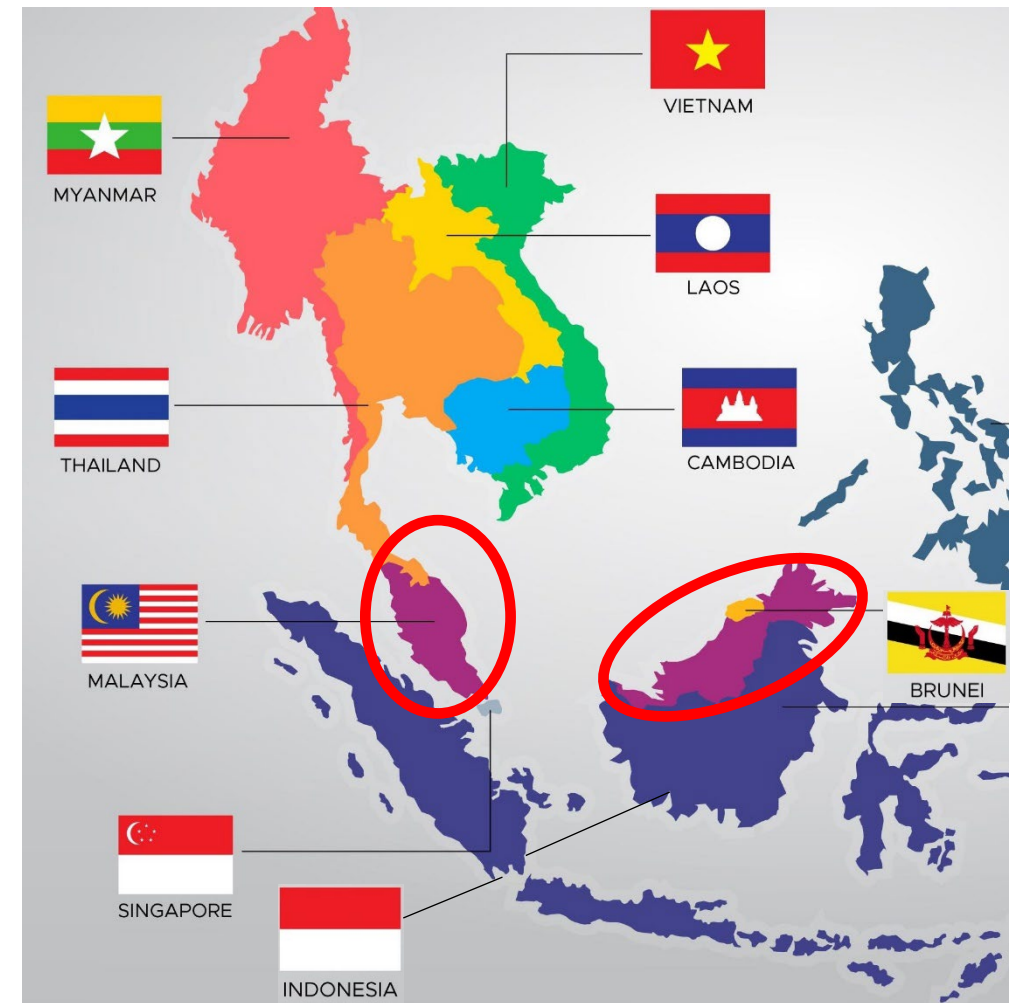 VIETNAM
MYANMAR
LAOS
THAILAND
CAMBODIA
MALAYSIA
BRUNEI
SINGAPORE
INDONESIA